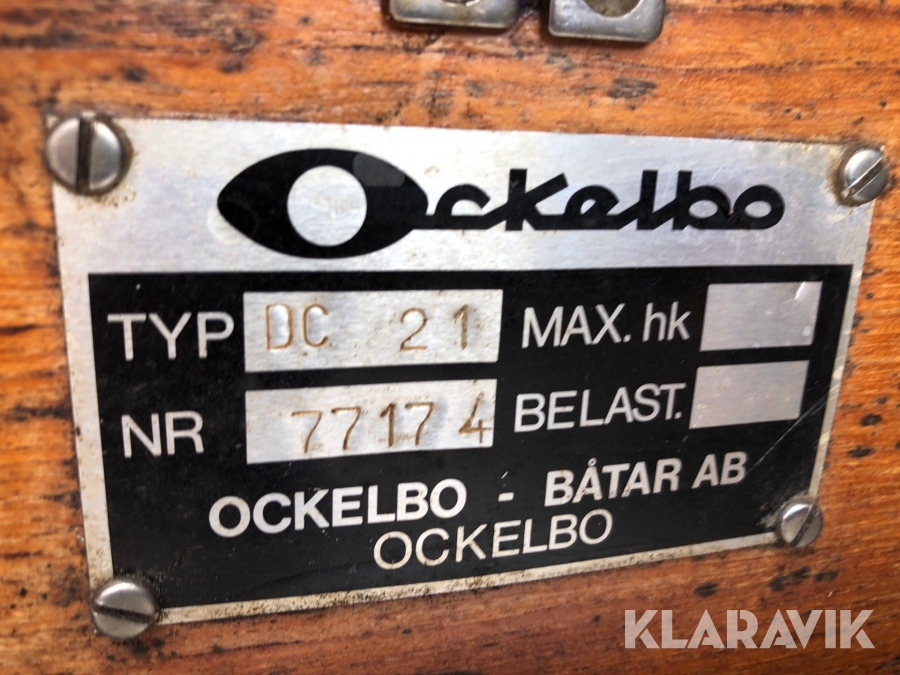 Ockelbo
TYP DC 21 MAX. hk
NR 77174 BELAST.
OCKELBO - BÅTAR AB
OCKELBO
KLARAVIK